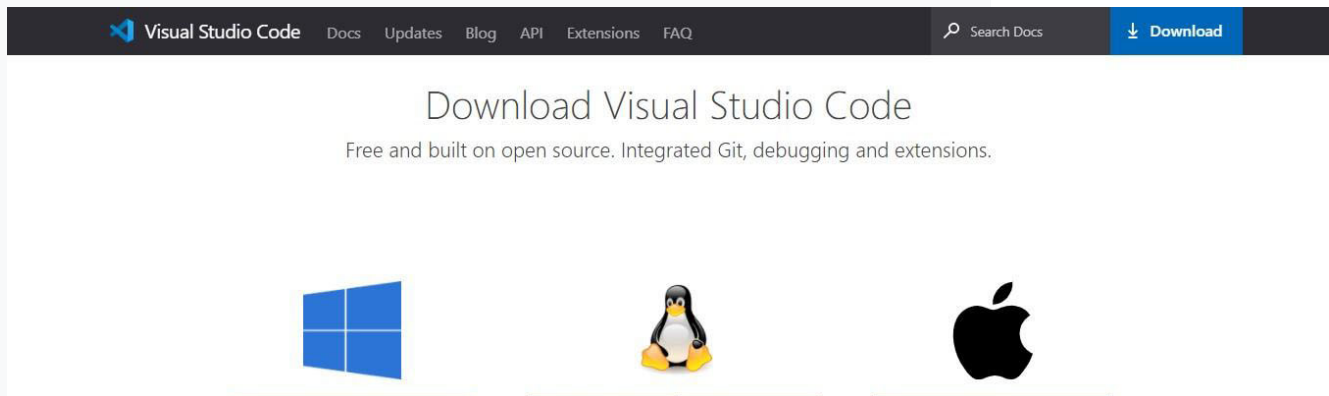 Visual Studio Code Docs Updates Blog API Extensions FAQ Search Docs Download
Download Visual Studio Code
Free and built on open source. Integrated Git, debugging and extensions.